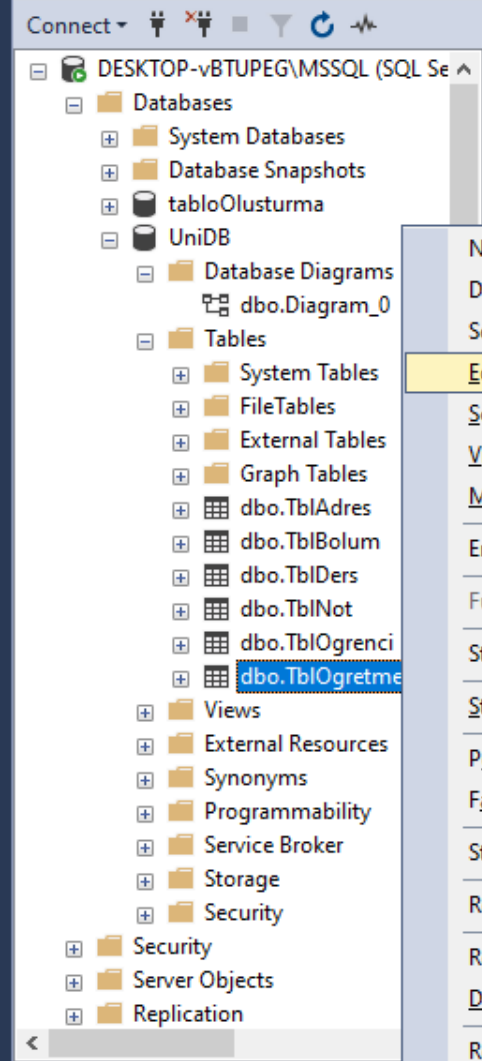 Connect
DESKTOP-vBTUPEG\MSSQL (SQL Se
Databases
System Databases
Database Snapshots
tabloOlusturma
UniDB
Database Diagrams
dbo.Diagram_0
Tables
System Tables
FileTables
External Tables
Graph Tables
dbo.TblAdres
dbo.TblBolum
dbo.TblDers
dbo.TblNot
dbo.TblOgrenci
dbo.TblOgretme
Views
External Resources
Synonyms
Programmability
Service Broker
Storage
Security
Security
Server Objects
Replication